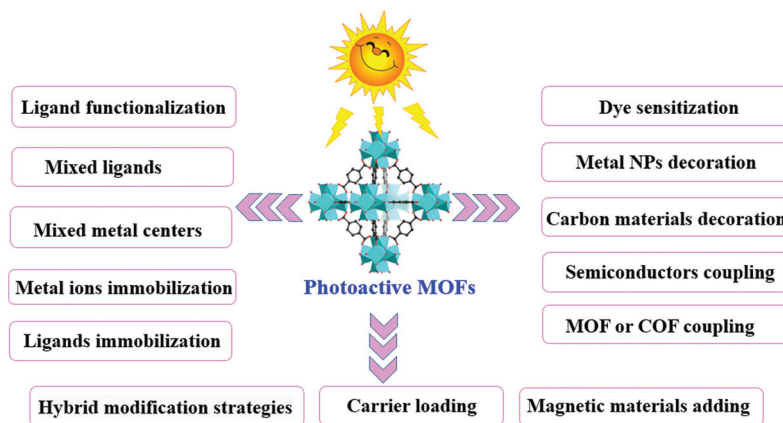 Ligand functionalization
Mixed ligands
Mixed metal centers
Metal ions immobilization
Ligands immobilization
Photoactive MOFs
Dye sensitization
Metal NPs decoration
Carbon materials decoration
Semiconductors coupling
MOF or COF coupling
Hybrid modification strategies
Carrier loading
Magnetic materials adding